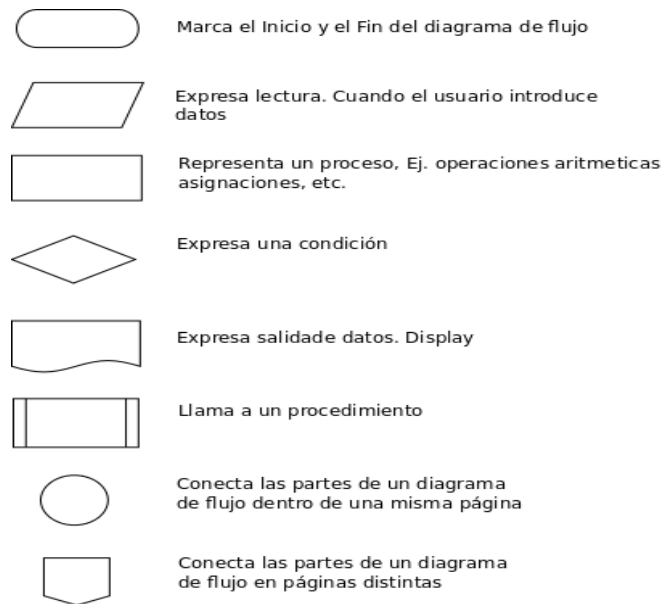 Marca el Inicio y el Fin del diagrama de flujo
Expresa lectura. Cuando el usuario introduce
datos
Representa un proceso, Ej. operaciones aritmeticas
asignaciones, etc.
Expresa una condición
Expresa salidade datos. Display
Llama a un procedimiento
Conecta las partes de un diagrama
de flujo dentro de una misma página
Conecta las partes de un diagrama
de flujo en páginas distintas